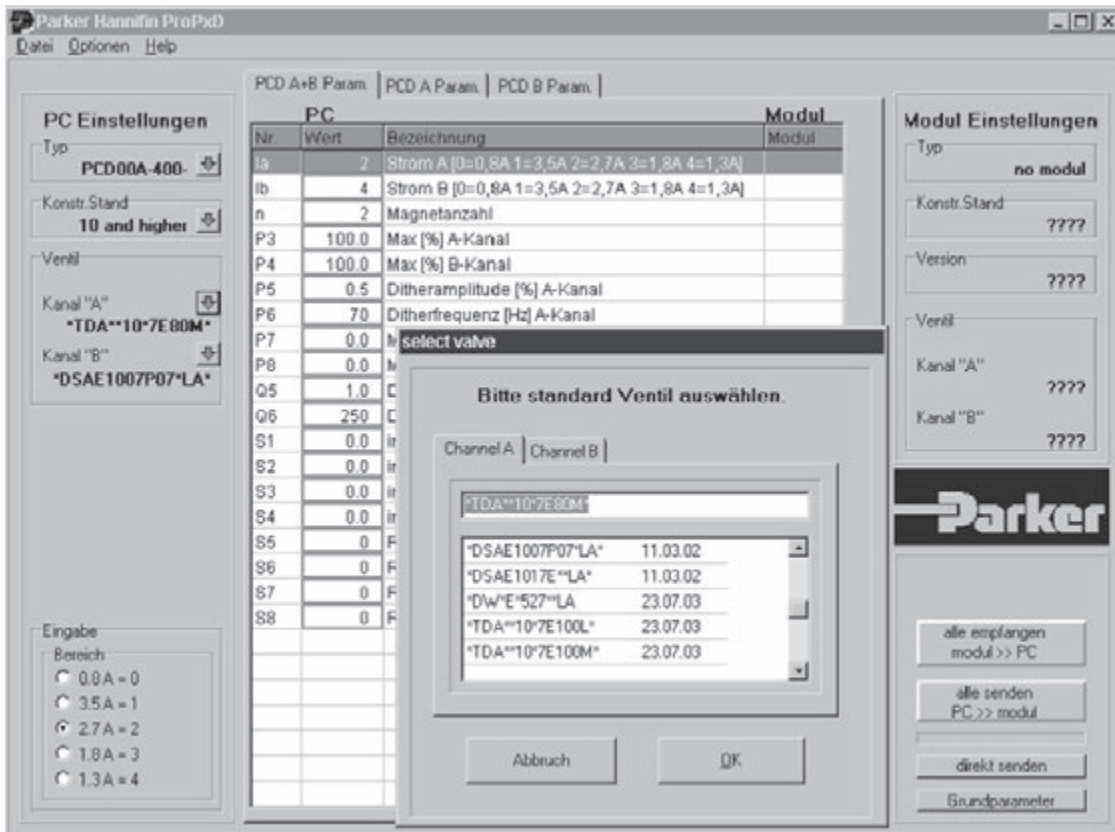 Parker Hannifin ProPxD
Datei Optionen Help
PC Einstellungen
Typ
PCD00A-400-
Konstr.Stand
10 and higher
Ventil
Kanal "A"
*TDA**10*7E80M*
Kanal "B"
*DSAE1007P07*LA*
Eingabe
Bereich
0.8 A = 0
3.5 A = 1
2.7 A = 2
1.8 A = 3
1.3 A = 4
PCD A+B Param. PCD A Param. PCD B Param.
PC Modul
Nr. Wert Bezeichnung Modul
Ia 2 Strom A [0=0,8A 1=3,5A 2=2,7A 3=1,8A 4=1,3A]
Ib 4 Strom B [0=0,8A 1=3,5A 2=2,7A 3=1,8A 4=1,3A]
n 2 Magnetanzahl
P3 100.0 Max [%] A-Kanal
P4 100.0 Max [%] B-Kanal
P5 0.5 Ditheramplitude [%] A-Kanal
P6 70 Ditherfrequenz [Hz] A-Kanal
P7 0.0
P8 0.0
Q5 1.0
Q6 250
S1 0.0
S2 0.0
S3 0.0
S4 0.0
S5 0
S6 0
S7 0
S8 0
select valve
Bitte standard Ventil auswählen.
Channel A Channel B
*TDA**10*7E80M*
*DSAE1007P07*LA* 11.03.02
*DSAE1017E**LA* 11.03.02
*DW*E*527**LA 23.07.03
*TDA**10*7E100L* 23.07.03
*TDA**10*7E100M* 23.07.03
Abbruch OK
Modul Einstellungen
Typ
no modul
Konstr.Stand
????
Version
????
Ventil
Kanal "A"
????
Kanal "B"
????
Parker
alle empfangen
modul >> PC
alle senden
PC >> modul
direkt senden
Grundparameter